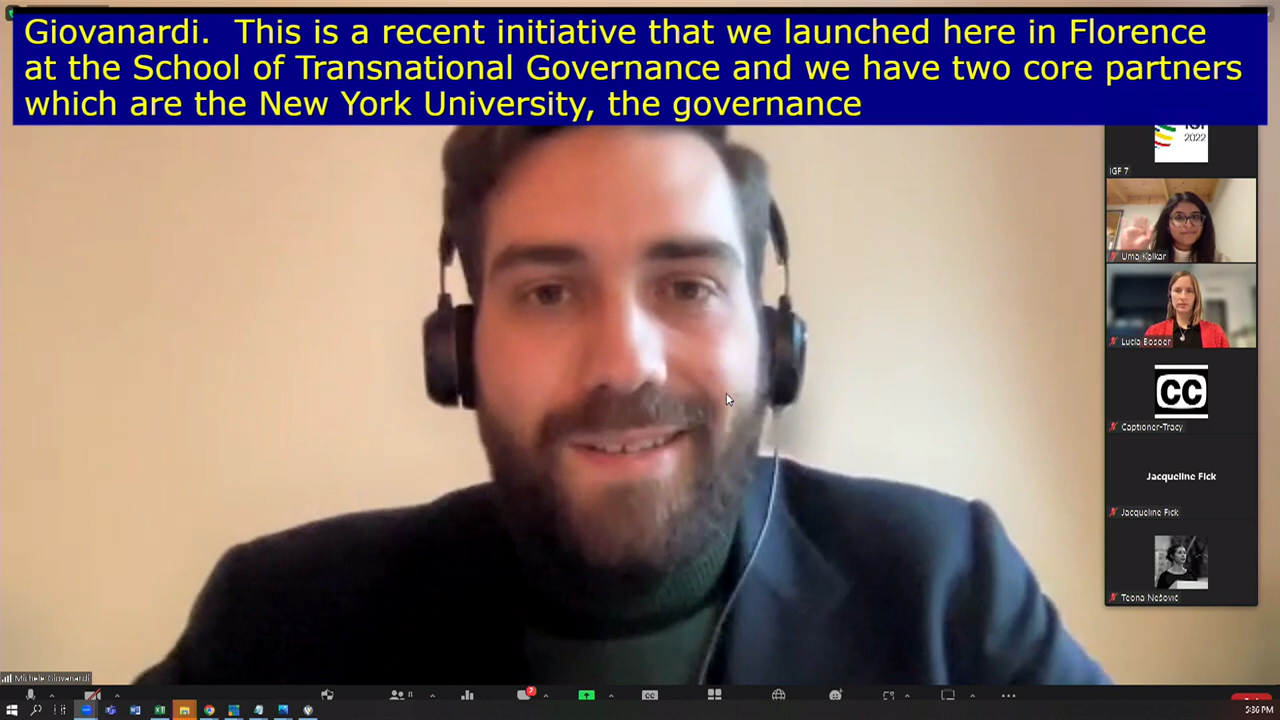 Giovanardi.  This is a recent initiative that we launched here in Florence
at the School of Transnational Governance and we have two core partners
which are the New York University, the governance
2022
IGF 7
Uma Kalkar
Lucia Bosoer
CC
Captioner-Tracy
Jacqueline Fick
Jacqueline Fick
Teona Nešović
Michele Giovanardi
CC
5:36 PM